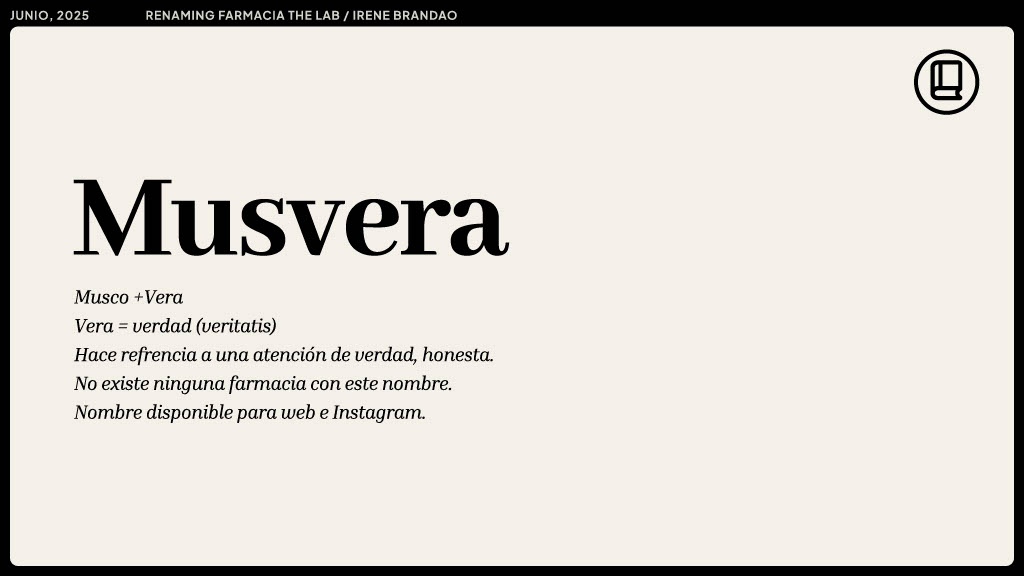 JUNIO, 2025 RENAMING FARMACIA THE LAB / IRENE BRANDAO
Musvera
Musco +Vera
Vera = verdad (veritatis)
Hace refrencia a una atención de verdad, honesta.
No existe ninguna farmacia con este nombre.
Nombre disponible para web e Instagram.